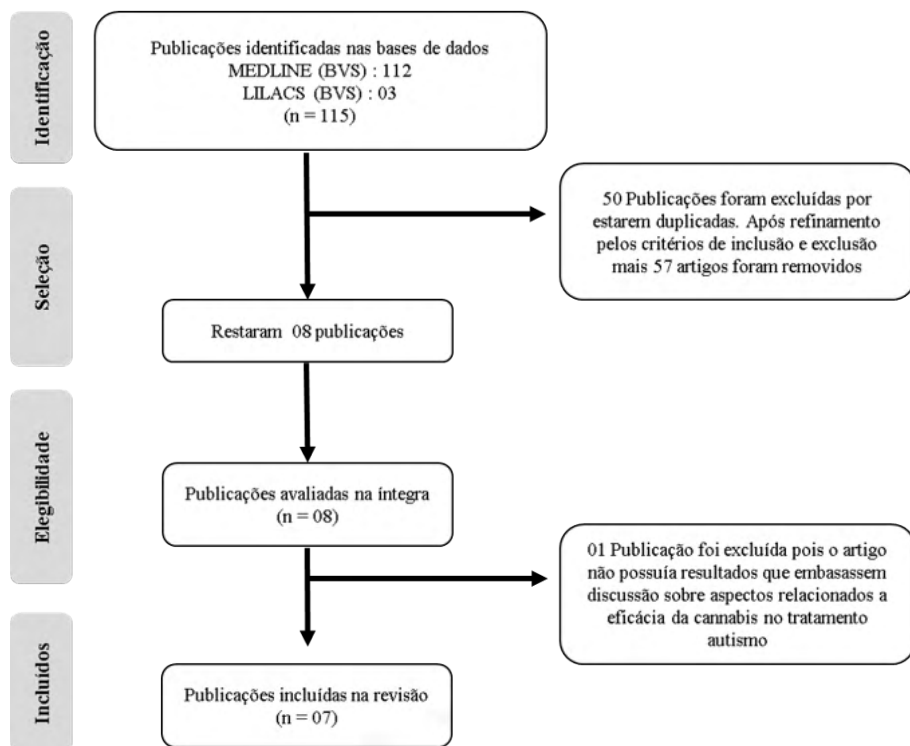 Identificação
Publicações identificadas nas bases de dados
MEDLINE (BVS) : 112
LILACS (BVS) : 03
(n = 115)
Seleção
50 Publicações foram excluídas por
estarem duplicadas. Após refinamento
pelos critérios de inclusão e exclusão
mais 57 artigos foram removidos
Restaram 08 publicações
Elegibilidade
Publicações avaliadas na íntegra
(n = 08)
01 Publicação foi excluída pois o artigo
não possuía resultados que embasassem
discussão sobre aspectos relacionados a
eficácia da cannabis no tratamento
autismo
Incluídos
Publicações incluídas na revisão
(n = 07)